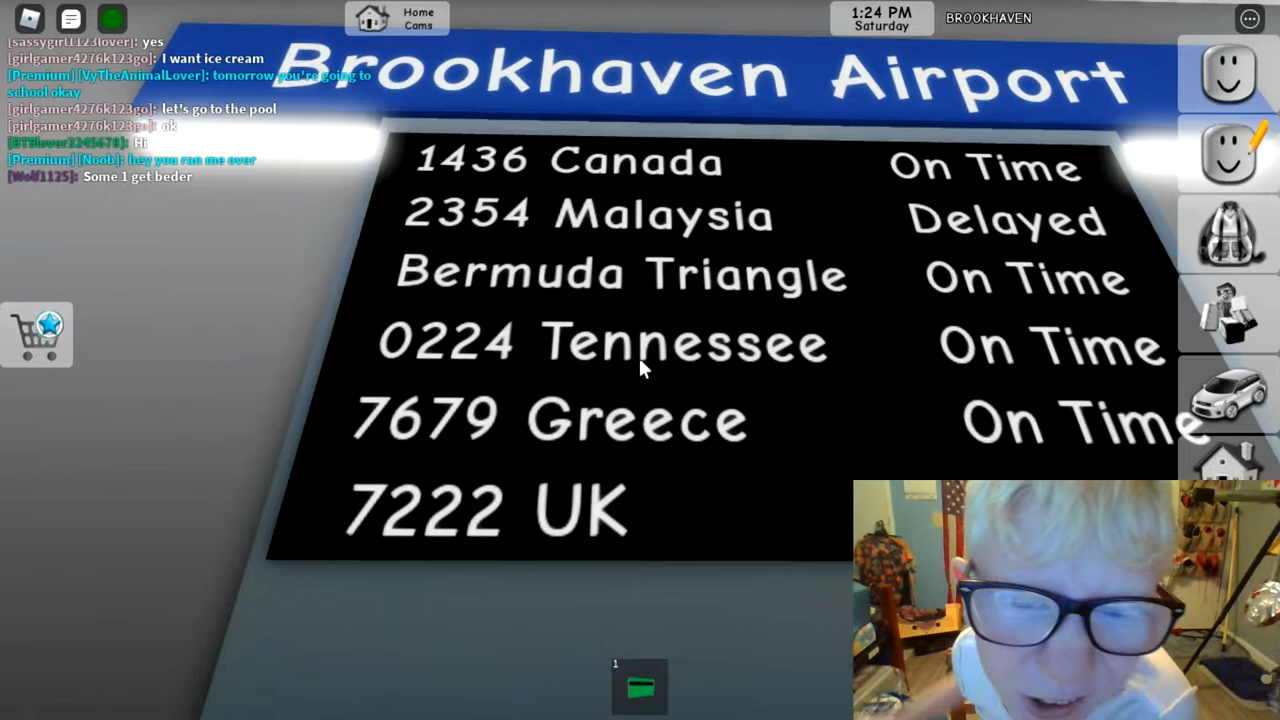 Home
Cams
1:24 PM
Saturday
BROOKHAVEN
[sassygirl1123lover]: yes
[girlgamer4276k123go]: I want ice cream
[Premium][VyTheAnimalLover]: tomorrow you're going to
school okay
[girlgamer4276k123go]: let's go to the pool
[girlgamer4276k123go]: ok
[BTSlover2245678]: Hi
[Premium][Noob]: hey you ran me over
[Wolf1125]: Some 1 get beder
Brookhaven Airport
1436 Canada On Time
2354 Malaysia Delayed
Bermuda Triangle On Time
0224 Tennessee On Time
7679 Greece On Time
7222 UK
1